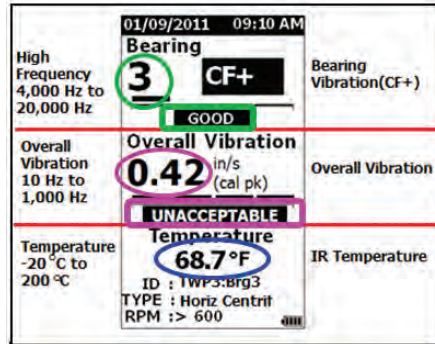 01/09/2011 09:10 AM
Bearing
High
Frequency
4,000 Hz to
20,000 Hz
3
CF+
Bearing
Vibration(CF+)
GOOD
Overall Vibration
Overall
Vibration
10 Hz to
1,000 Hz
0.42
in/s
(cal pk)
Overall Vibration
UNACCEPTABLE
Temperature
Temperature
-20 °C to
200 °C
68.7°F
IR Temperature
ID : TWP3:Brg3
TYPE : Horiz Centrif
RPM :> 600